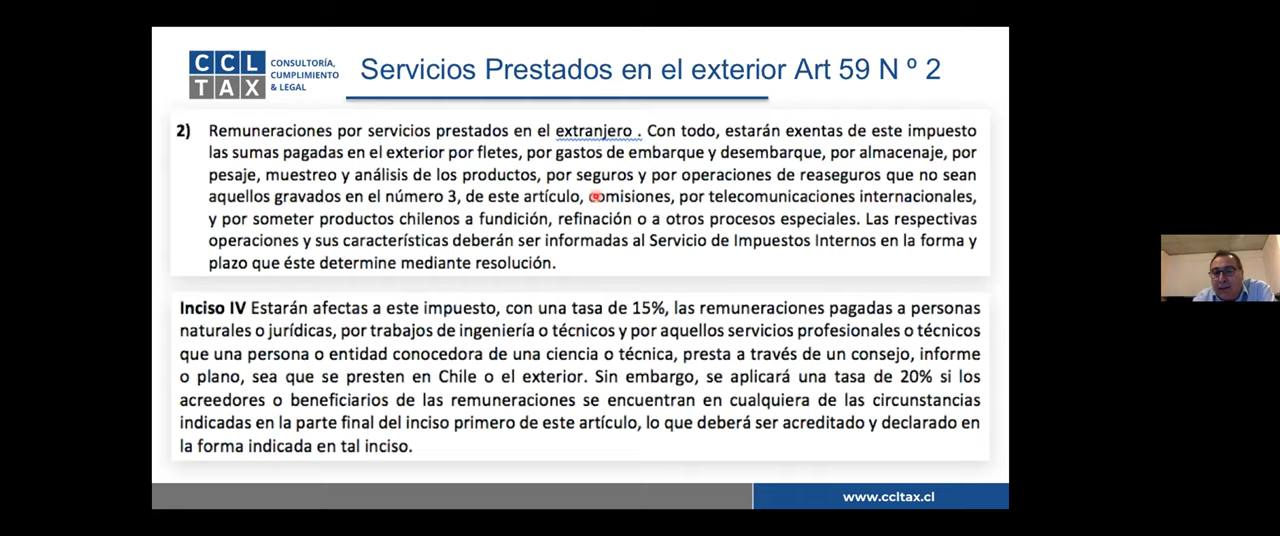 CCL
TAX
CONSULTORÍA,
CUMPLIMIENTO
& LEGAL
Servicios Prestados en el exterior Art 59 N º 2
2) Remuneraciones por servicios prestados en el extranjero . Con todo, estarán exentas de este impuesto
las sumas pagadas en el exterior por fletes, por gastos de embarque y desembarque, por almacenaje, por
pesaje, muestreo y análisis de los productos, por seguros y por operaciones de reaseguros que no sean
aquellos gravados en el número 3, de este artículo, comisiones, por telecomunicaciones internacionales,
y por someter productos chilenos a fundición, refinación o a otros procesos especiales. Las respectivas
operaciones y sus características deberán ser informadas al Servicio de Impuestos Internos en la forma y
plazo que éste determine mediante resolución.
Inciso IV Estarán afectas a este impuesto, con una tasa de 15%, las remuneraciones pagadas a personas
naturales o jurídicas, por trabajos de ingeniería o técnicos y por aquellos servicios profesionales o técnicos
que una persona o entidad conocedora de una ciencia o técnica, presta a través de un consejo, informe
o plano, sea que se presten en Chile o el exterior. Sin embargo, se aplicará una tasa de 20% si los
acreedores o beneficiarios de las remuneraciones se encuentran en cualquiera de las circunstancias
indicadas en la parte final del inciso primero de este artículo, lo que deberá ser acreditado y declarado en
la forma indicada en tal inciso.
www.ccltax.cl